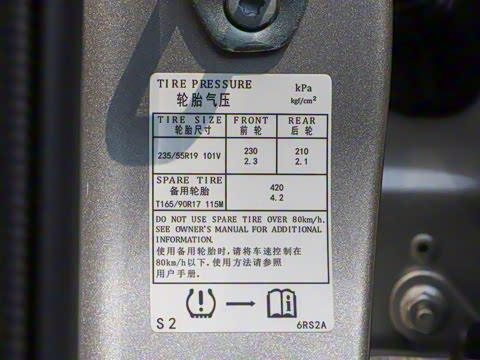 TIRE PRESSURE kPa
轮胎气压 kgf/cm²
TIRE SIZE FRONT REAR
轮胎尺寸 前 轮 后 轮
235/55R19 101V 230 210
2.3 2.1
SPARE TIRE 420
备用轮胎 4.2
T165/90R17 115M
DO NOT USE SPARE TIRE OVER 80km/h.
SEE OWNER'S MANUAL FOR ADDITIONAL
INFORMATION.
使用备用轮胎时,请将车速控制在
80km/h以下. 使用方法请参照
用户手册.
S 2 6RS2A